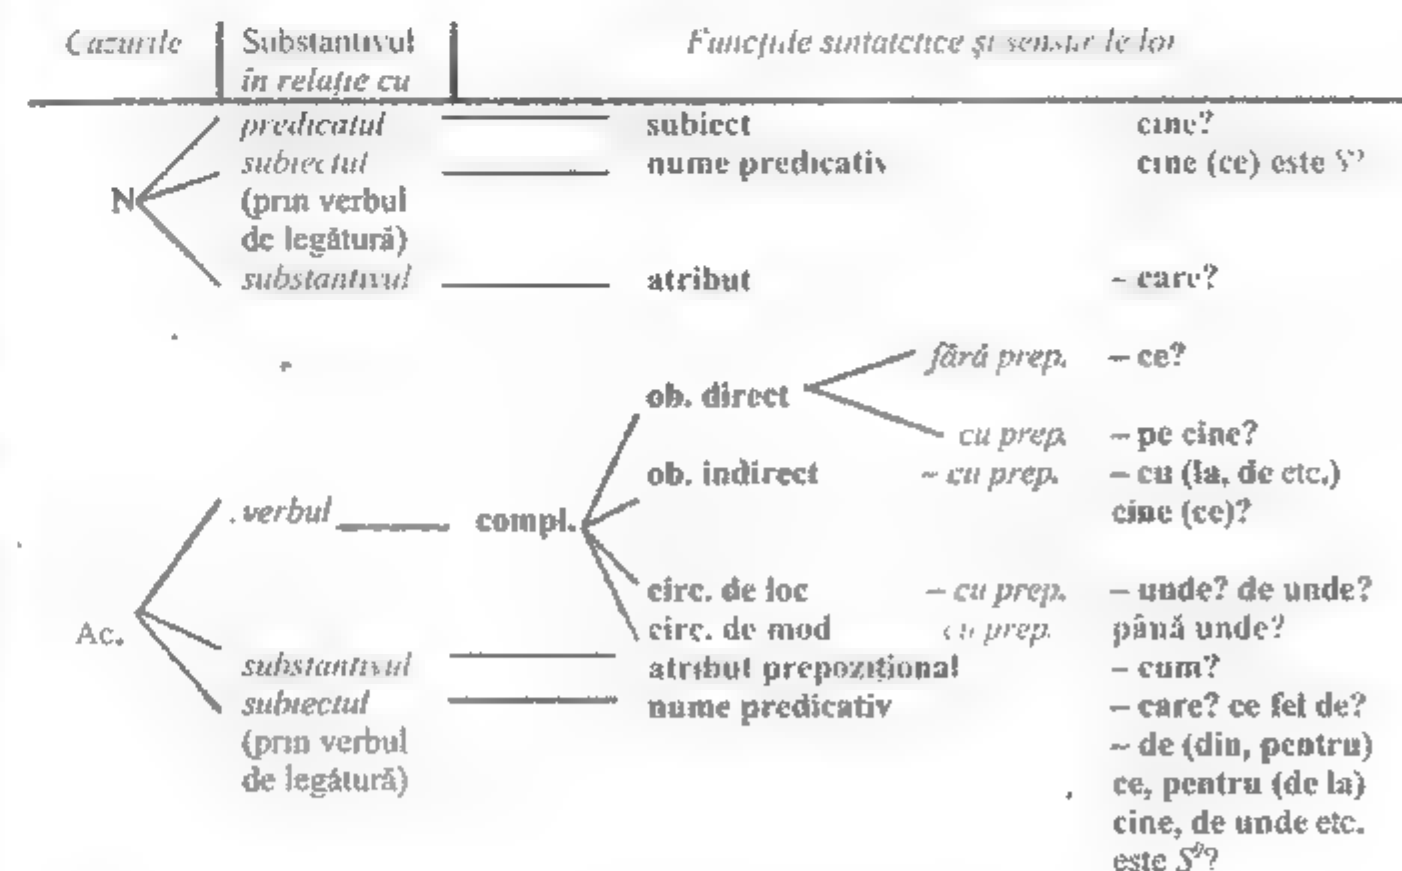 Cazurile Substantivul Funcțiile sintatctice și sensurile lor
în relație cu
predicatul subiect cine?
subiectul nume predicativ cine (ce) este S?
N (prin verbul
de legătură)
substantivul atribut – care?
fără prep. – ce?
ob. direct
cu prep. – pe cine?
ob. indirect – cu prep. – cu (la, de etc.)
verbul compl. cine (ce)?
circ. de loc – cu prep. – unde? de unde?
Ac. circ. de mod cu prep. până unde?
substantivul atribut prepozițional – cum?
subiectul nume predicativ – care? ce fel de?
(prin verbul – de (din, pentru)
de legătură) ce, pentru (de la)
cine, de unde etc.
este S?